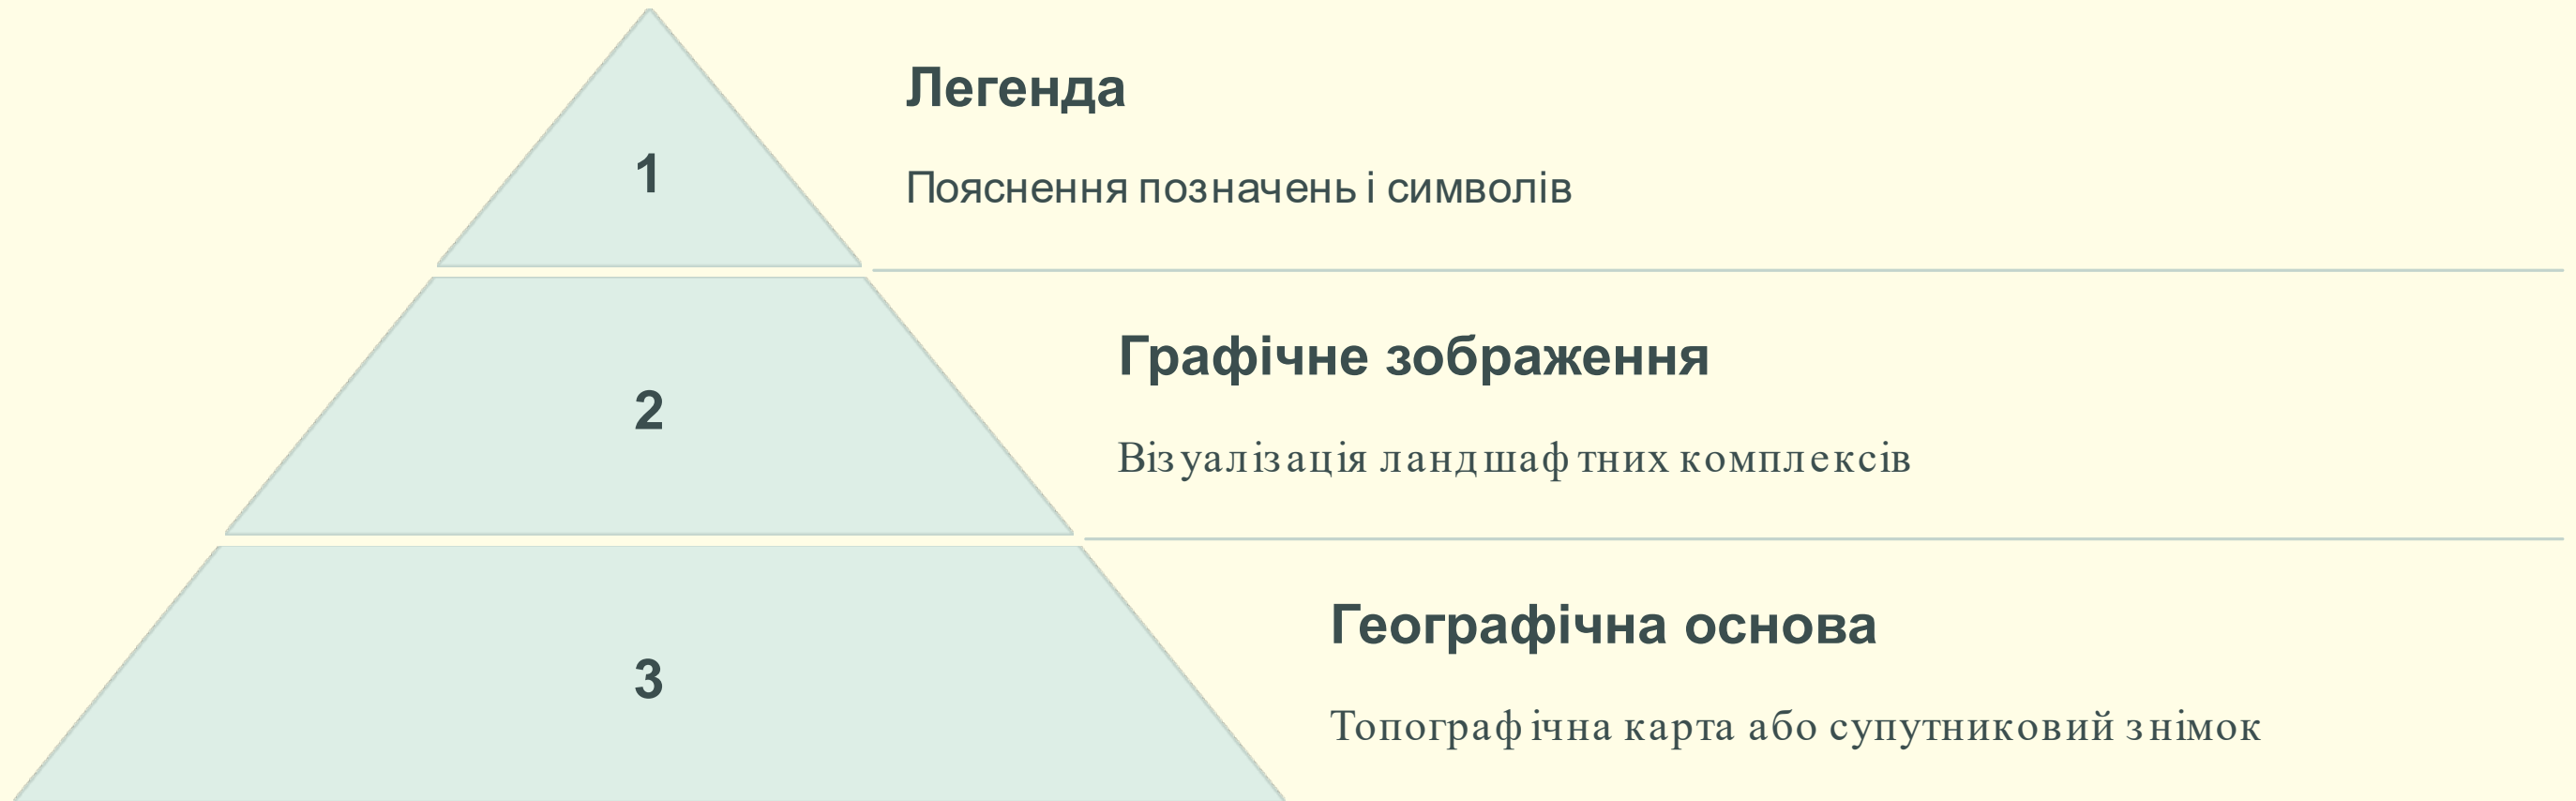 Легенда
1
Пояснення позначень і символів
Графічне зображення
2
Візуалізація ландшафтних комплексів
Географічна основа
3
Топографічна карта або супутниковий знімок